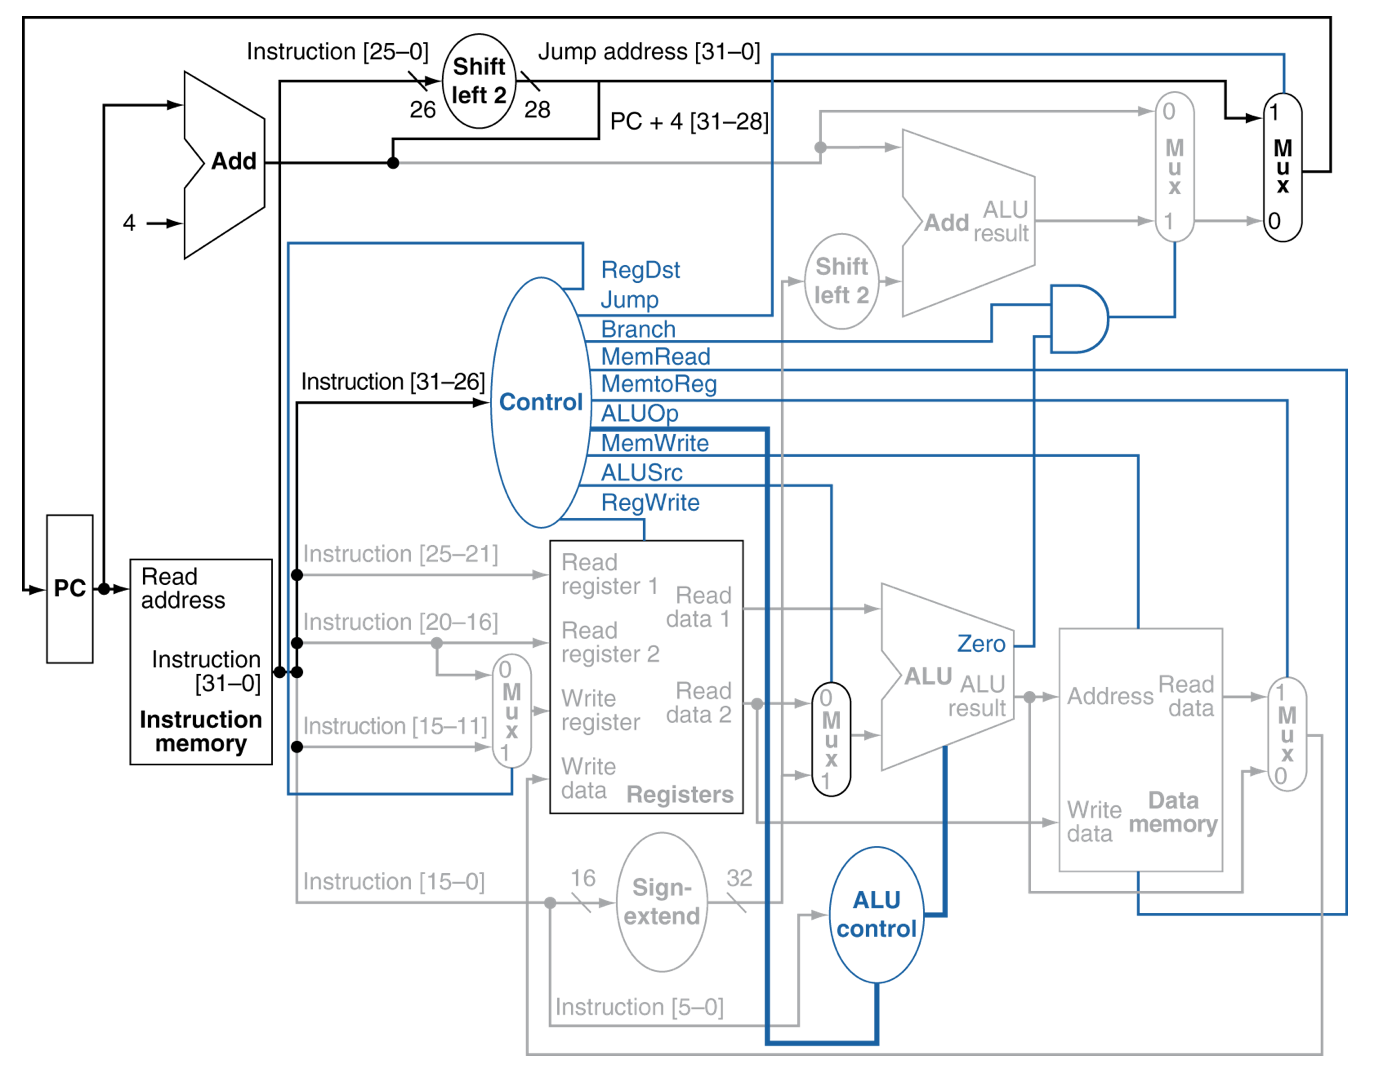 Instruction [25–0]
Shift
left 2
Jump address [31–0]
26
28
PC + 4 [31–28]
Add
4
0
M
u
x
1
1
M
u
x
0
Add
ALU
result
Shift
left 2
RegDst
Jump
Branch
MemRead
MemtoReg
ALUOp
MemWrite
ALUSrc
RegWrite
Instruction [31–26]
Control
PC
Read
address
Instruction
[31–0]
Instruction
memory
Instruction [25–21]
Instruction [20–16]
Instruction [15–11]
0
M
u
x
1
Read
register 1
Read
register 2
Write
register
Write
data
Read
data 1
Read
data 2
Registers
0
M
u
x
1
Zero
ALU
ALU
result
Address
Read
data
Write
data
Data
memory
1
M
u
x
0
Instruction [15–0]
16
Sign-
extend
32
ALU
control
Instruction [5–0]